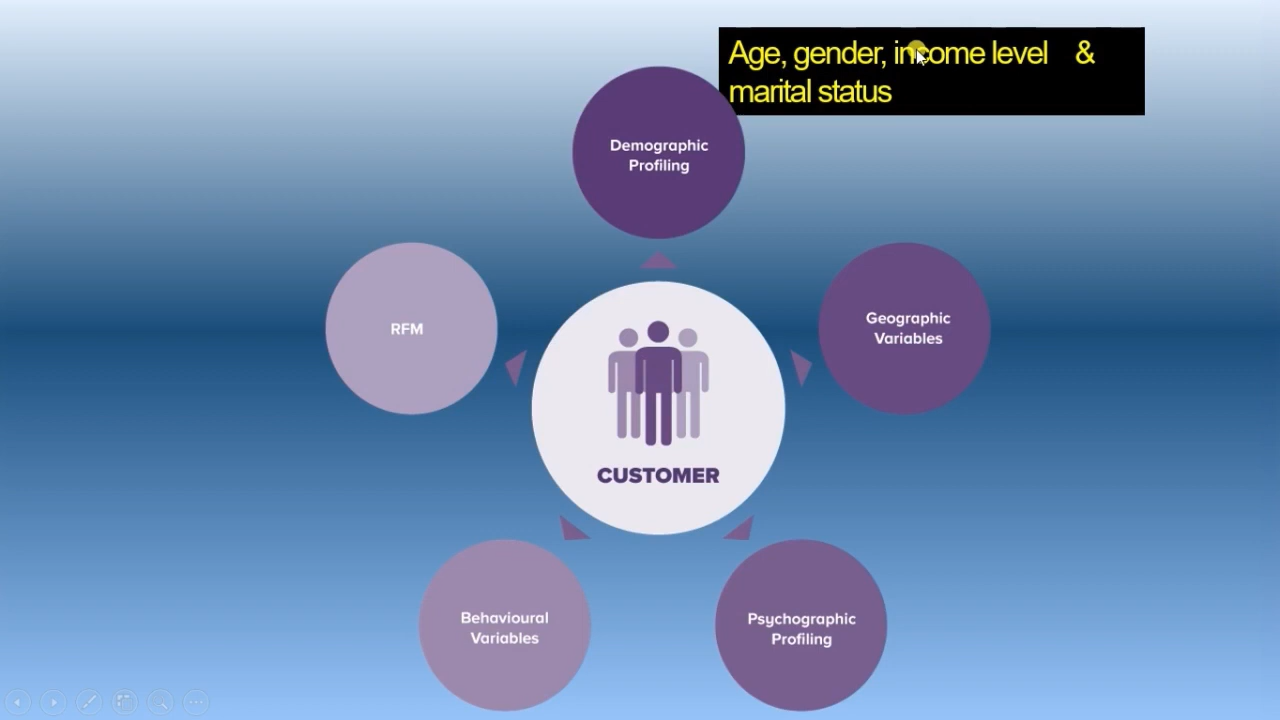 Age, gender, income level &
marital status
Demographic
Profiling
RFM
Geographic
Variables
CUSTOMER
Behavioural
Variables
Psychographic
Profiling